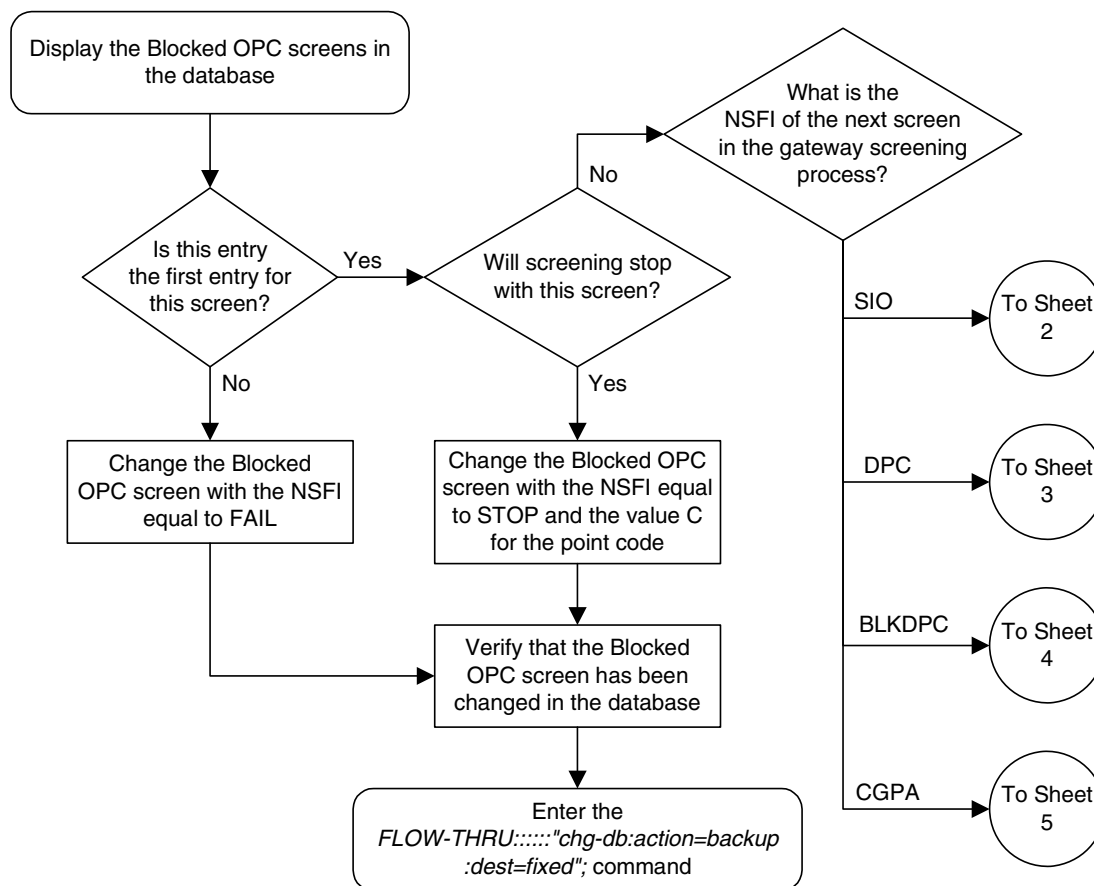 Display the Blocked OPC screens in
the database
Is this entry
the first entry for
this screen?
Yes
No
Will screening stop
with this screen?
No
Yes
What is the
NSFI of the next screen
in the gateway screening
process?
SIO
To Sheet
2
DPC
To Sheet
3
BLKDPC
To Sheet
4
CGPA
To Sheet
5
Change the Blocked
OPC screen with the NSFI
equal to FAIL
Change the Blocked OPC
screen with the NSFI equal
to STOP and the value C
for the point code
Verify that the Blocked
OPC screen has been
changed in the database
Enter the
FLOW-THRU::::::"chg-db:action=backup
:dest=fixed"; command